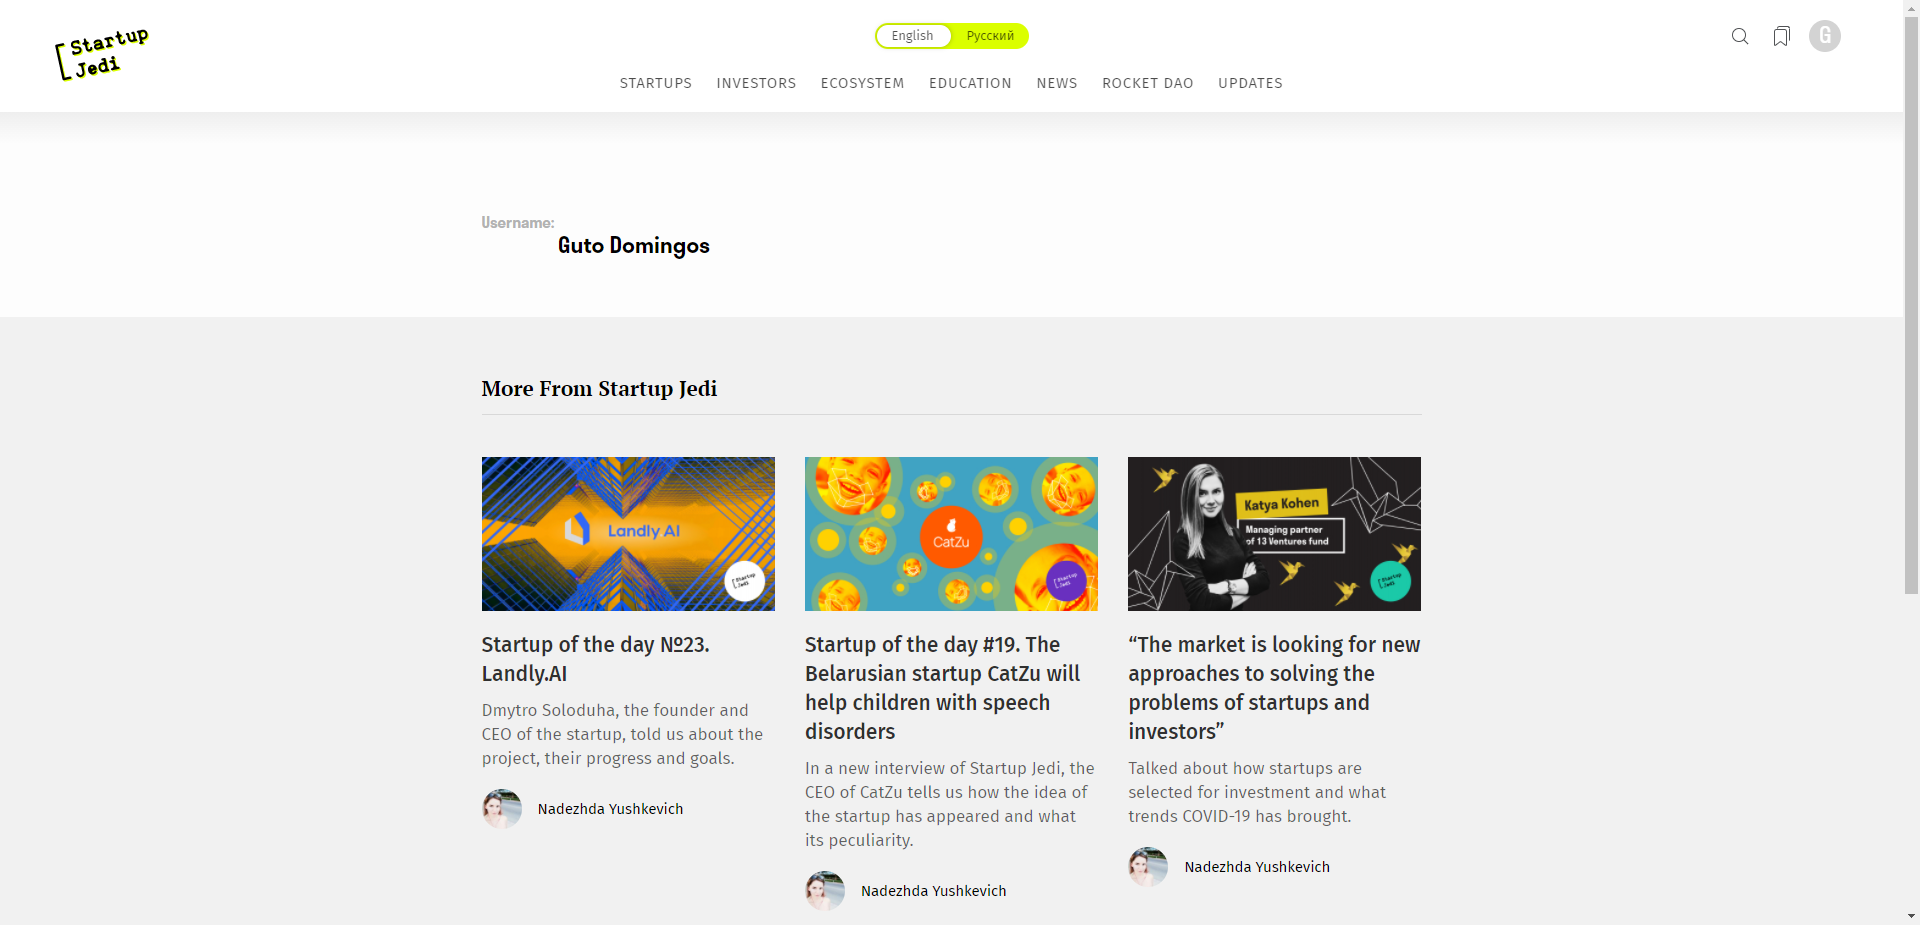 Startup
Jedi
English
Русский
G
STARTUPS
INVESTORS
ECOSYSTEM
EDUCATION
NEWS
ROCKET DAO
UPDATES
Username:
Guto Domingos
More From Startup Jedi
Landly AI
Startup
Jedi
Startup of the day №23.
Landly.AI
Dmytro Soloduha, the founder and
CEO of the startup, told us about the
project, their progress and goals.
Nadezhda Yushkevich
CatZu
Startup
Jedi
Startup of the day #19. The
Belarusian startup CatZu will
help children with speech
disorders
In a new interview of Startup Jedi, the
CEO of CatZu tells us how the idea of
the startup has appeared and what
its peculiarity.
Nadezhda Yushkevich
Katya Kohen
Managing partner
of 13 Ventures fund
Startup
Jedi
“The market is looking for new
approaches to solving the
problems of startups and
investors”
Talked about how startups are
selected for investment and what
trends COVID-19 has brought.
Nadezhda Yushkevich